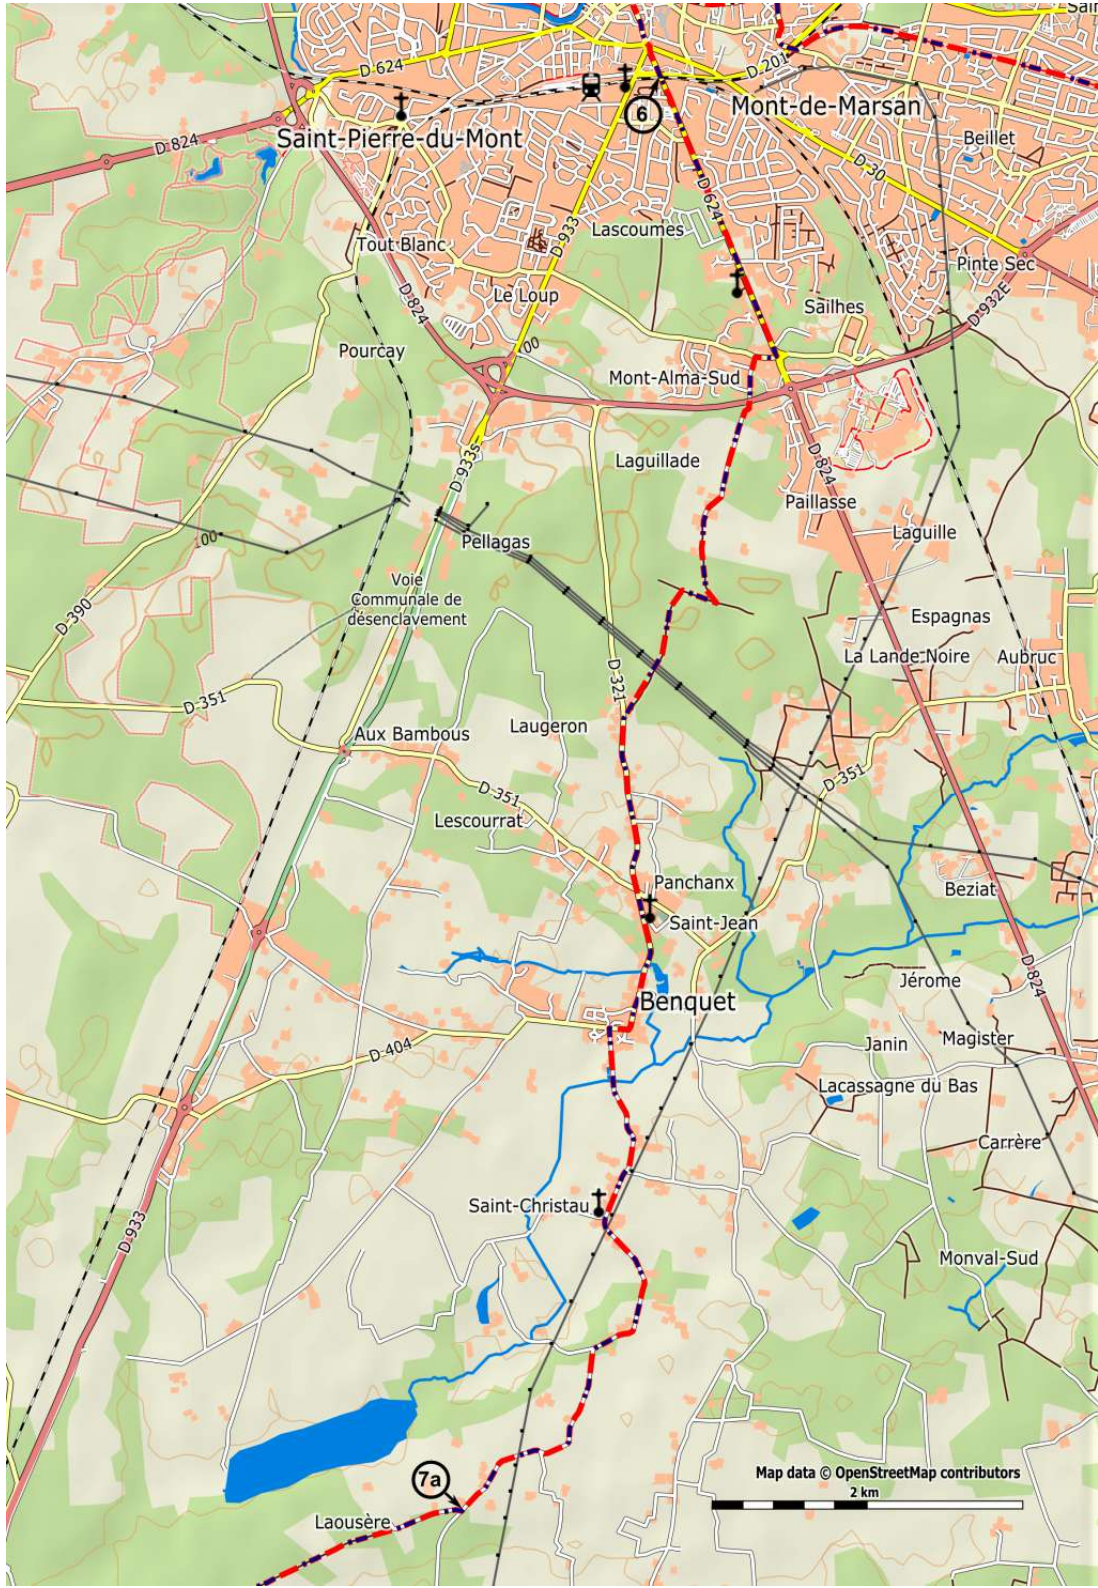 Sain
D 624
D 201
Mont-de-Marsan
6
Saint-Pierre-du-Mont
D 824
Beillet
D-30
D-624
D-933
Lascoumes
Tout Blanc
Pinte Sec
D-824
Le Loup
Sailhes
D-932E
Pourcay
100
Mont-Alma-Sud
D-933s
Laguillade
D-824
Paillasse
Laguille
Pellagas
00
Voie
Communale de
désenclavement
D-390
Espagnas
La Lande Noire
Aubruc
D-321
D-351
Laugeron
Aux Bambous
D-351
D-351
Lescourrat
Panchanx
Beziat
Saint-Jean
Jérome
D-824
Benquet
Magister
Janin
D-404
Lacassagne du Bas
Carrère
Saint-Christau
D-933
Monval-Sud
7a
Map data © OpenStreetMap contributors
2 km
Laousère